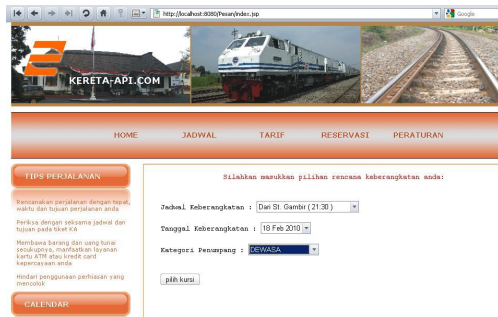 http://localhost:8080/Pesan/index.jsp
Google
KERETA-API.COM
HOME JADWAL TARIF RESERVASI PERATURAN
TIPS PERJALANAN
Rencanakan perjalanan dengan tepat,
waktu dan tujuan perjalanan anda
Periksa dengan seksama jadwal dan
tujuan pada tiket KA
Membawa barang dan uang tunai
secukupnya, manfaatkan layanan
kartu ATM atau kredit card
kepercayaan anda
Hindari penggunaan perhiasan yang
mencolok
CALENDAR
Silahkan masukkan pilihan rencana keberangkatan anda:
Jadwal Keberangkatan : Dari St. Gambir ( 21:30 )
Tanggal Keberangkatan : 18 Feb 2010
Kategori Penumpang : DEWASA
pilih kursi